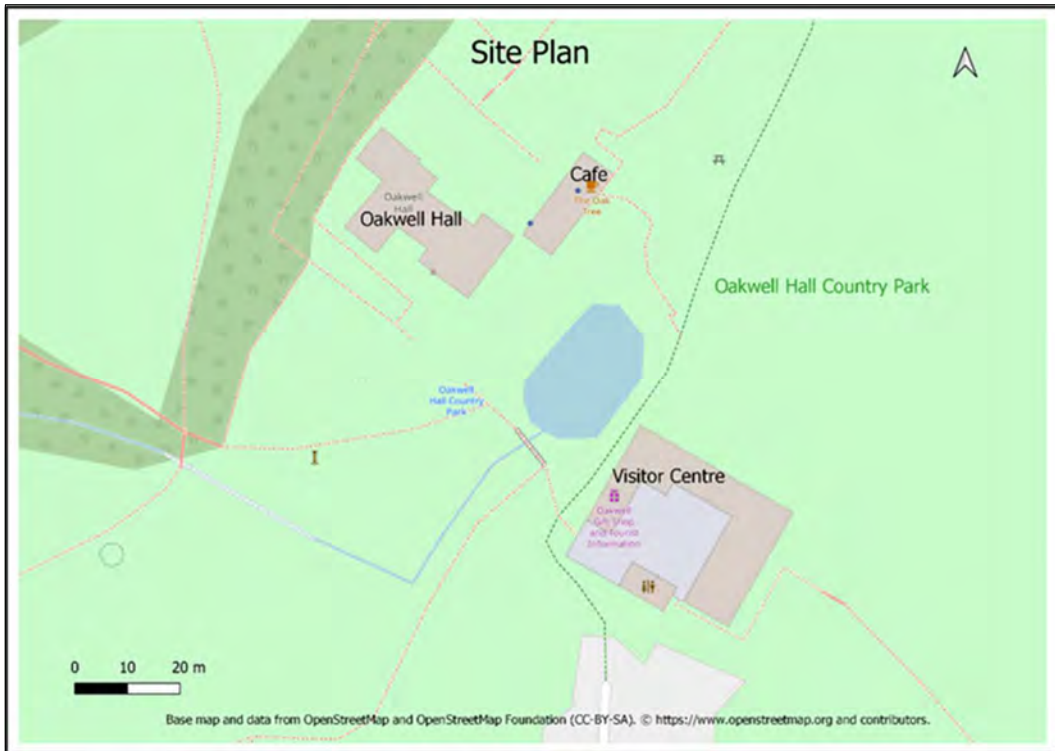 Site Plan
Cafe
The Oak
Tree
Oakwell
Hall
Oakwell Hall
Oakwell Hall Country Park
Oakwell
Hall Country
Park
Visitor Centre
Oakwell
Gift Shop
and Tourist
Information
0 10 20 m
Base map and data from OpenStreetMap and OpenStreetMap Foundation (CC-BY-SA). © https://www.openstreetmap.org and contributors.